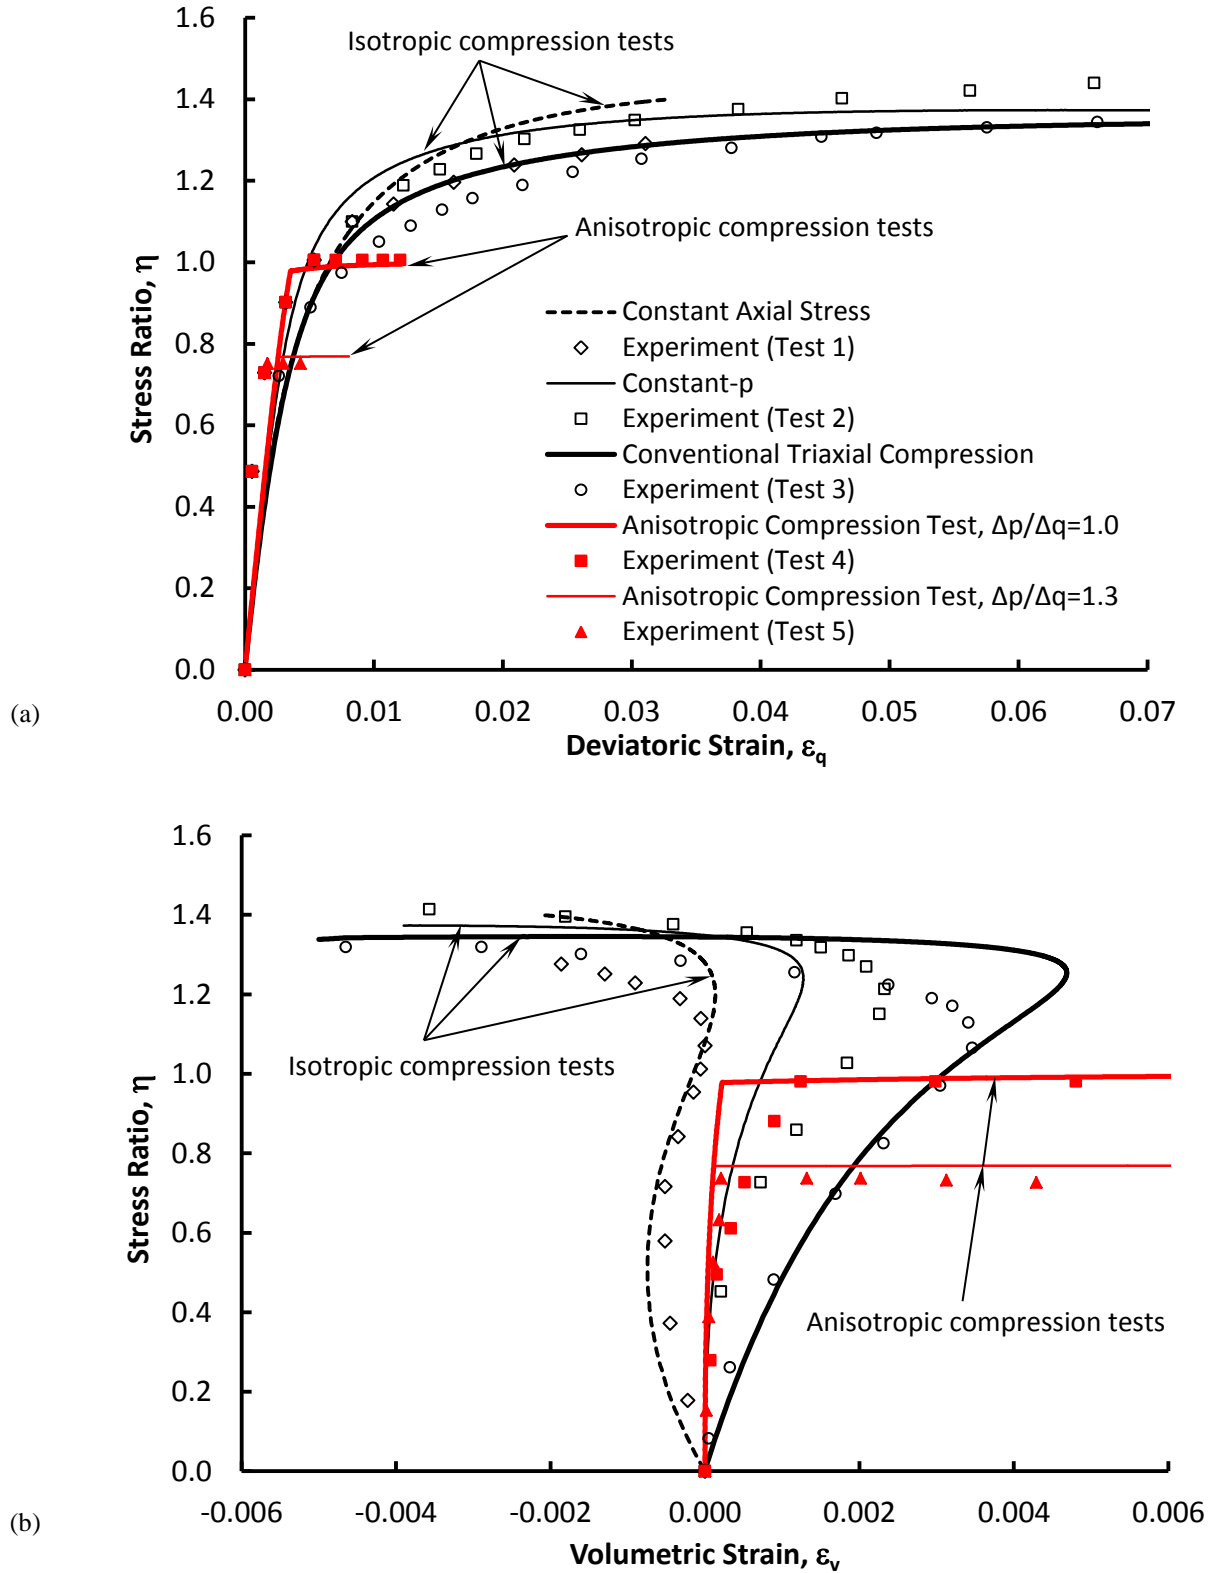 1.6
1.4
1.2
1.0
0.8
0.6
0.4
0.2
0.0
Stress Ratio, η
Isotropic compression tests
Anisotropic compression tests
Constant Axial Stress
Experiment (Test 1)
Constant-p
Experiment (Test 2)
Conventional Triaxial Compression
Experiment (Test 3)
Anisotropic Compression Test, Δp/Δq=1.0
Experiment (Test 4)
Anisotropic Compression Test, Δp/Δq=1.3
Experiment (Test 5)
0.00 0.01 0.02 0.03 0.04 0.05 0.06 0.07
Deviatoric Strain, εq
(a)
1.6
1.4
1.2
1.0
0.8
0.6
0.4
0.2
0.0
Stress Ratio, η
Isotropic compression tests
Anisotropic compression tests
-0.006 -0.004 -0.002 0.000 0.002 0.004 0.006
Volumetric Strain, εv
(b)